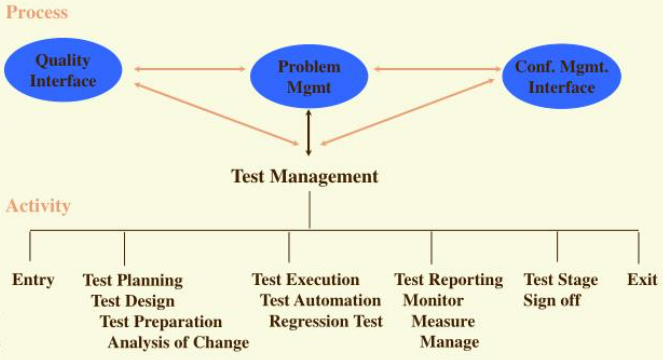 Process
Quality
Interface
Problem
Mgmt
Conf. Mgmt.
Interface
Test Management
Activity
Entry
Test Planning
Test Design
Test Preparation
Analysis of Change
Test Execution
Test Automation
Regression Test
Test Reporting
Monitor
Measure
Manage
Test Stage
Sign off
Exit